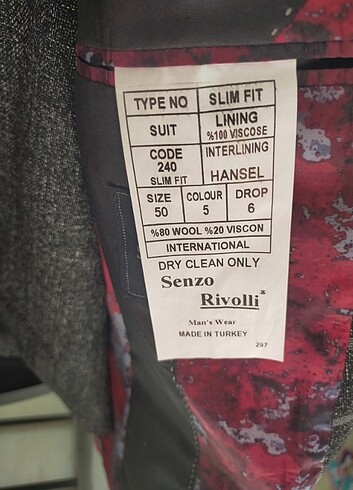 TYPE NO SLIM FIT
SUIT LINING
%100 VISCOSE
CODE INTERLINING
240
SLIM FIT HANSEL
SIZE COLOUR DROP
50 5 6
%80 WOOL %20 VISCON
INTERNATIONAL
DRY CLEAN ONLY
Senzo
Rivolli
Man's Wear
MADE IN TURKEY
297